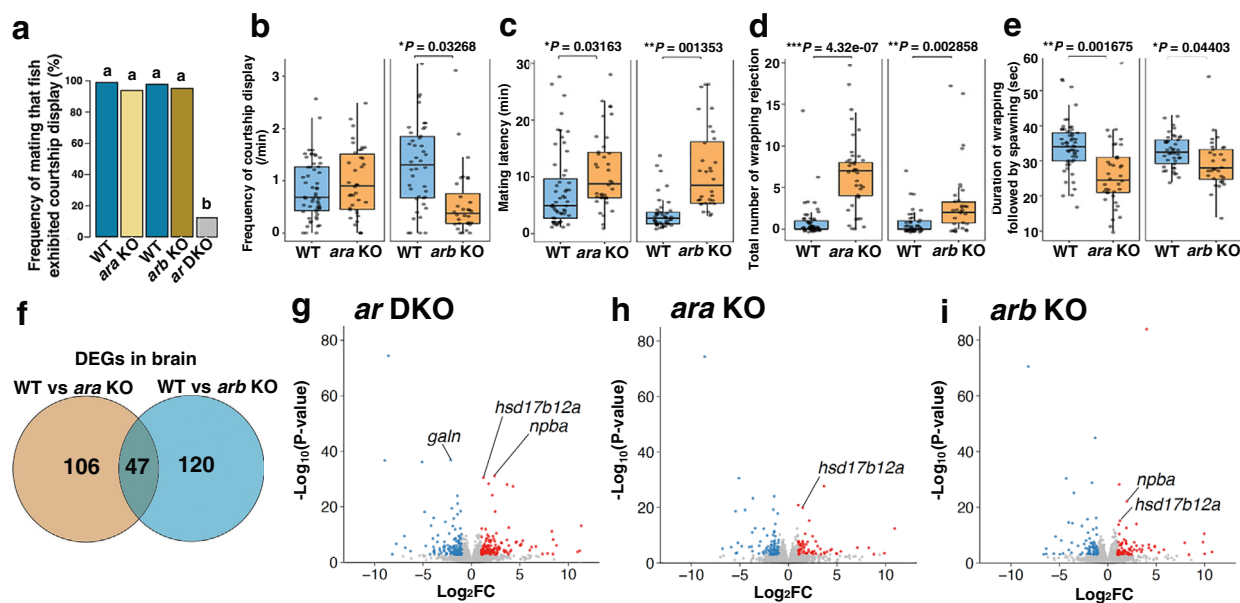 a
Frequency of mating that fish
exhibited courtship display (%)
100
80
60
40
20
0
a a a a b
WT
ara KO
WT
arb KO
ar DKO
b
Frequency of courtship display
(/min)
3
2
1
0
*P = 0.03268
WT ara KO WT arb KO
c
Mating latency (min)
30
20
10
0
*P = 0.03163 **P = 001353
WT ara KO WT arb KO
d
Total number of wrapping rejection
20
15
10
5
0
***P = 4.32e-07 **P = 0.002858
WT ara KO WT arb KO
e
Duration of wrapping
followed by spawning (sec)
50
40
30
20
10
**P = 0.001675 *P = 0.04403
WT ara KO WT arb KO
f
DEGs in brain
WT vs ara KO WT vs arb KO
106 47 120
g ar DKO
-Log10(P-value)
80
60
40
20
0
galn
hsd17b12a
npba
−10 −5 0 5 10
Log2FC
h ara KO
-Log10(P-value)
80
60
40
20
0
hsd17b12a
−10 −5 0 5 10
Log2FC
i arb KO
-Log10(P-value)
80
60
40
20
0
npba
hsd17b12a
−10 −5 0 5 10
Log2FC